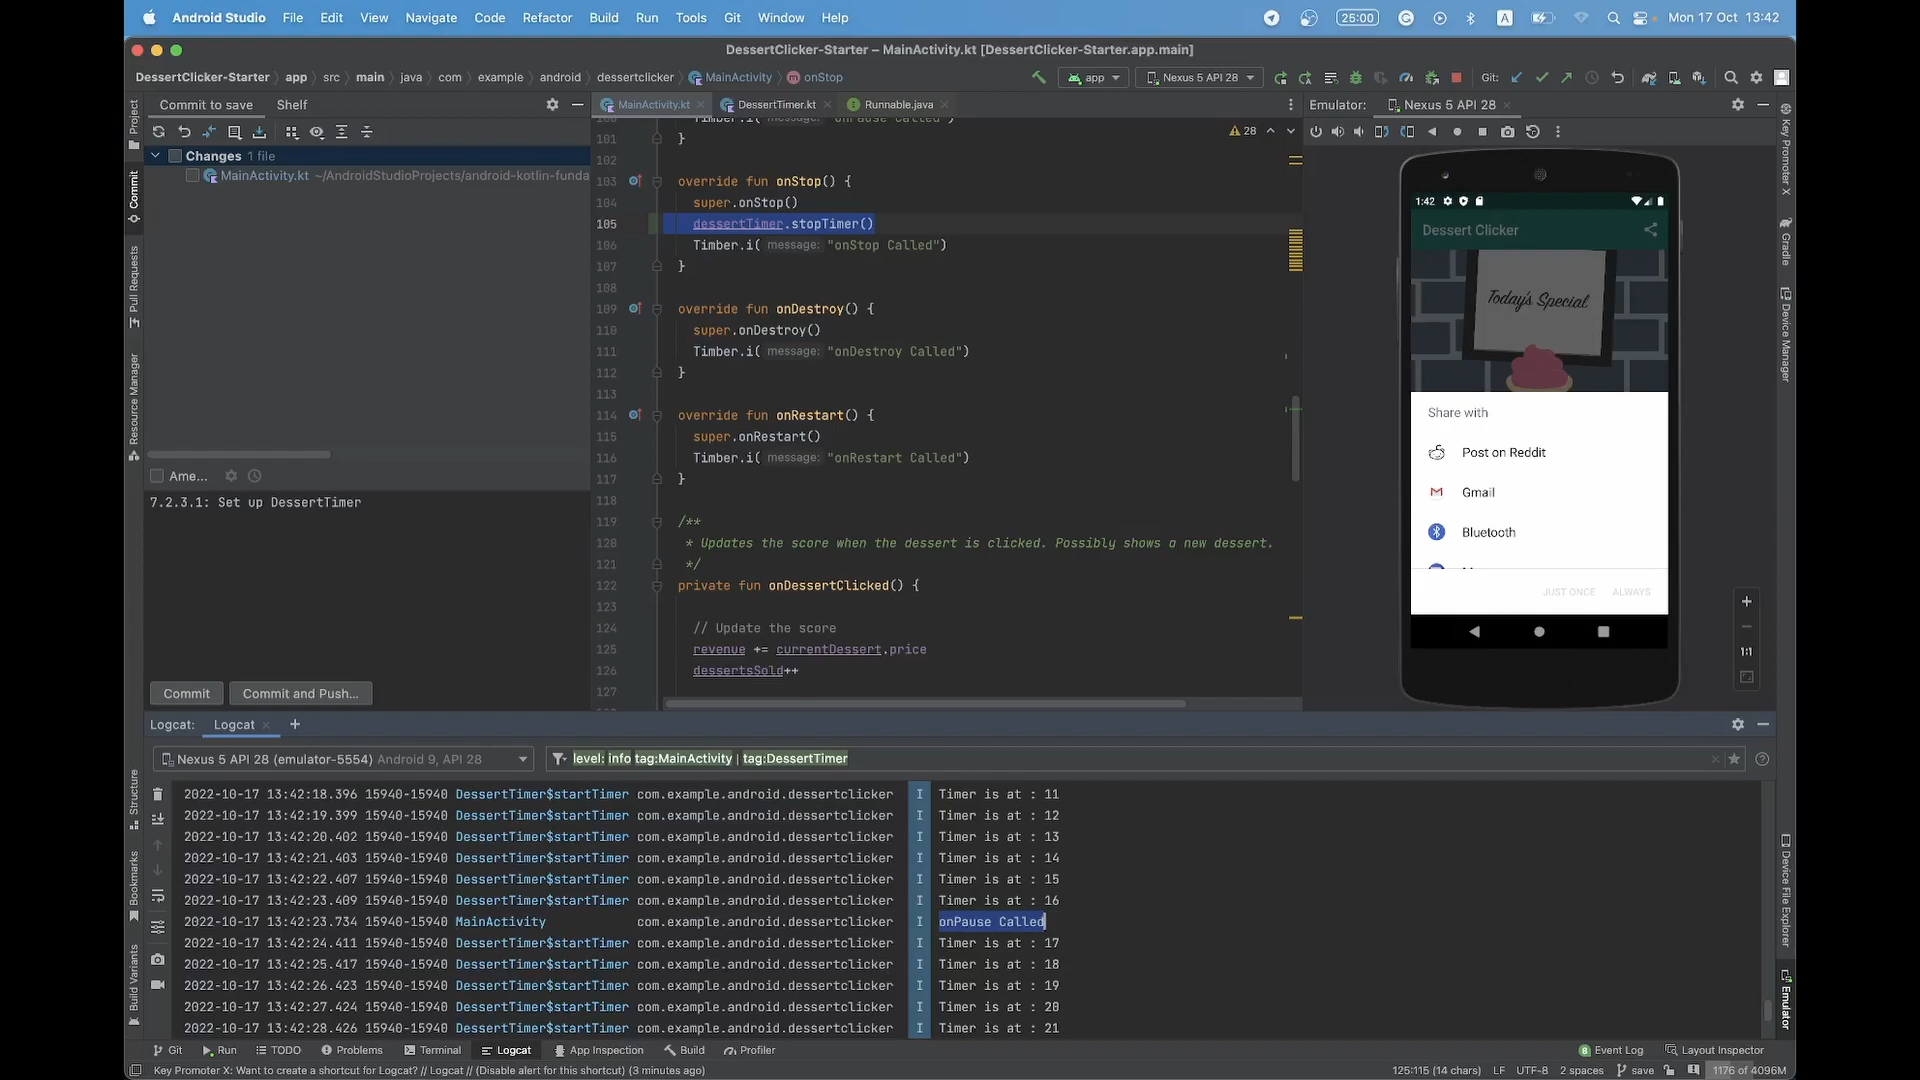 Android Studio File Edit View Navigate Code Refactor Build Run Tools Git Window Help 25:00 A Mon 17 Oct 13:42
DessertClicker-Starter – MainActivity.kt [DessertClicker-Starter.app.main]
DessertClicker-Starter app src main java com example android dessertclicker MainActivity onStop app Nexus 5 API 28 Git:
Commit to save Shelf
MainActivity.kt DessertTimer.kt Runnable.java
Emulator: Nexus 5 API 28
Project
Commit
Pull Requests
Resource Manager
Structure
Bookmarks
Build Variants
Changes 1 file
MainActivity.kt ~/AndroidStudioProjects/android-kotlin-funda
Ame...
7.2.3.1: Set up DessertTimer
Commit Commit and Push...
28
100 Timber.i( message: "onPause Called")
101 }
102
103 override fun onStop() {
104 super.onStop()
105 dessertTimer.stopTimer()
106 Timber.i( message: "onStop Called")
107 }
108
109 override fun onDestroy() {
110 super.onDestroy()
111 Timber.i( message: "onDestroy Called")
112 }
113
114 override fun onRestart() {
115 super.onRestart()
116 Timber.i( message: "onRestart Called")
117 }
118
119 /**
120 * Updates the score when the dessert is clicked. Possibly shows a new dessert.
121 */
122 private fun onDessertClicked() {
123
124 // Update the score
125 revenue += currentDessert.price
126 dessertsSold++
127
1:42
Dessert Clicker
Today's Special
Share with
Post on Reddit
Gmail
Bluetooth
JUST ONCE ALWAYS
1:1
Key Promoter X
Gradle
Device Manager
Device File Explorer
Emulator
Logcat: Logcat
Nexus 5 API 28 (emulator-5554) Android 9, API 28
level: info tag:MainActivity | tag:DessertTimer
2022-10-17 13:42:18.396 15940-15940 DessertTimer$startTimer com.example.android.dessertclicker I Timer is at : 11
2022-10-17 13:42:19.399 15940-15940 DessertTimer$startTimer com.example.android.dessertclicker I Timer is at : 12
2022-10-17 13:42:20.402 15940-15940 DessertTimer$startTimer com.example.android.dessertclicker I Timer is at : 13
2022-10-17 13:42:21.403 15940-15940 DessertTimer$startTimer com.example.android.dessertclicker I Timer is at : 14
2022-10-17 13:42:22.407 15940-15940 DessertTimer$startTimer com.example.android.dessertclicker I Timer is at : 15
2022-10-17 13:42:23.409 15940-15940 DessertTimer$startTimer com.example.android.dessertclicker I Timer is at : 16
2022-10-17 13:42:23.734 15940-15940 MainActivity com.example.android.dessertclicker I onPause Called
2022-10-17 13:42:24.411 15940-15940 DessertTimer$startTimer com.example.android.dessertclicker I Timer is at : 17
2022-10-17 13:42:25.417 15940-15940 DessertTimer$startTimer com.example.android.dessertclicker I Timer is at : 18
2022-10-17 13:42:26.423 15940-15940 DessertTimer$startTimer com.example.android.dessertclicker I Timer is at : 19
2022-10-17 13:42:27.424 15940-15940 DessertTimer$startTimer com.example.android.dessertclicker I Timer is at : 20
2022-10-17 13:42:28.426 15940-15940 DessertTimer$startTimer com.example.android.dessertclicker I Timer is at : 21
Git Run TODO Problems Terminal Logcat App Inspection Build Profiler 8 Event Log Layout Inspector
Key Promoter X: Want to create a shortcut for Logcat? // Logcat // (Disable alert for this shortcut) (3 minutes ago) 125:115 (14 chars) LF UTF-8 2 spaces save 1176 of 4096M